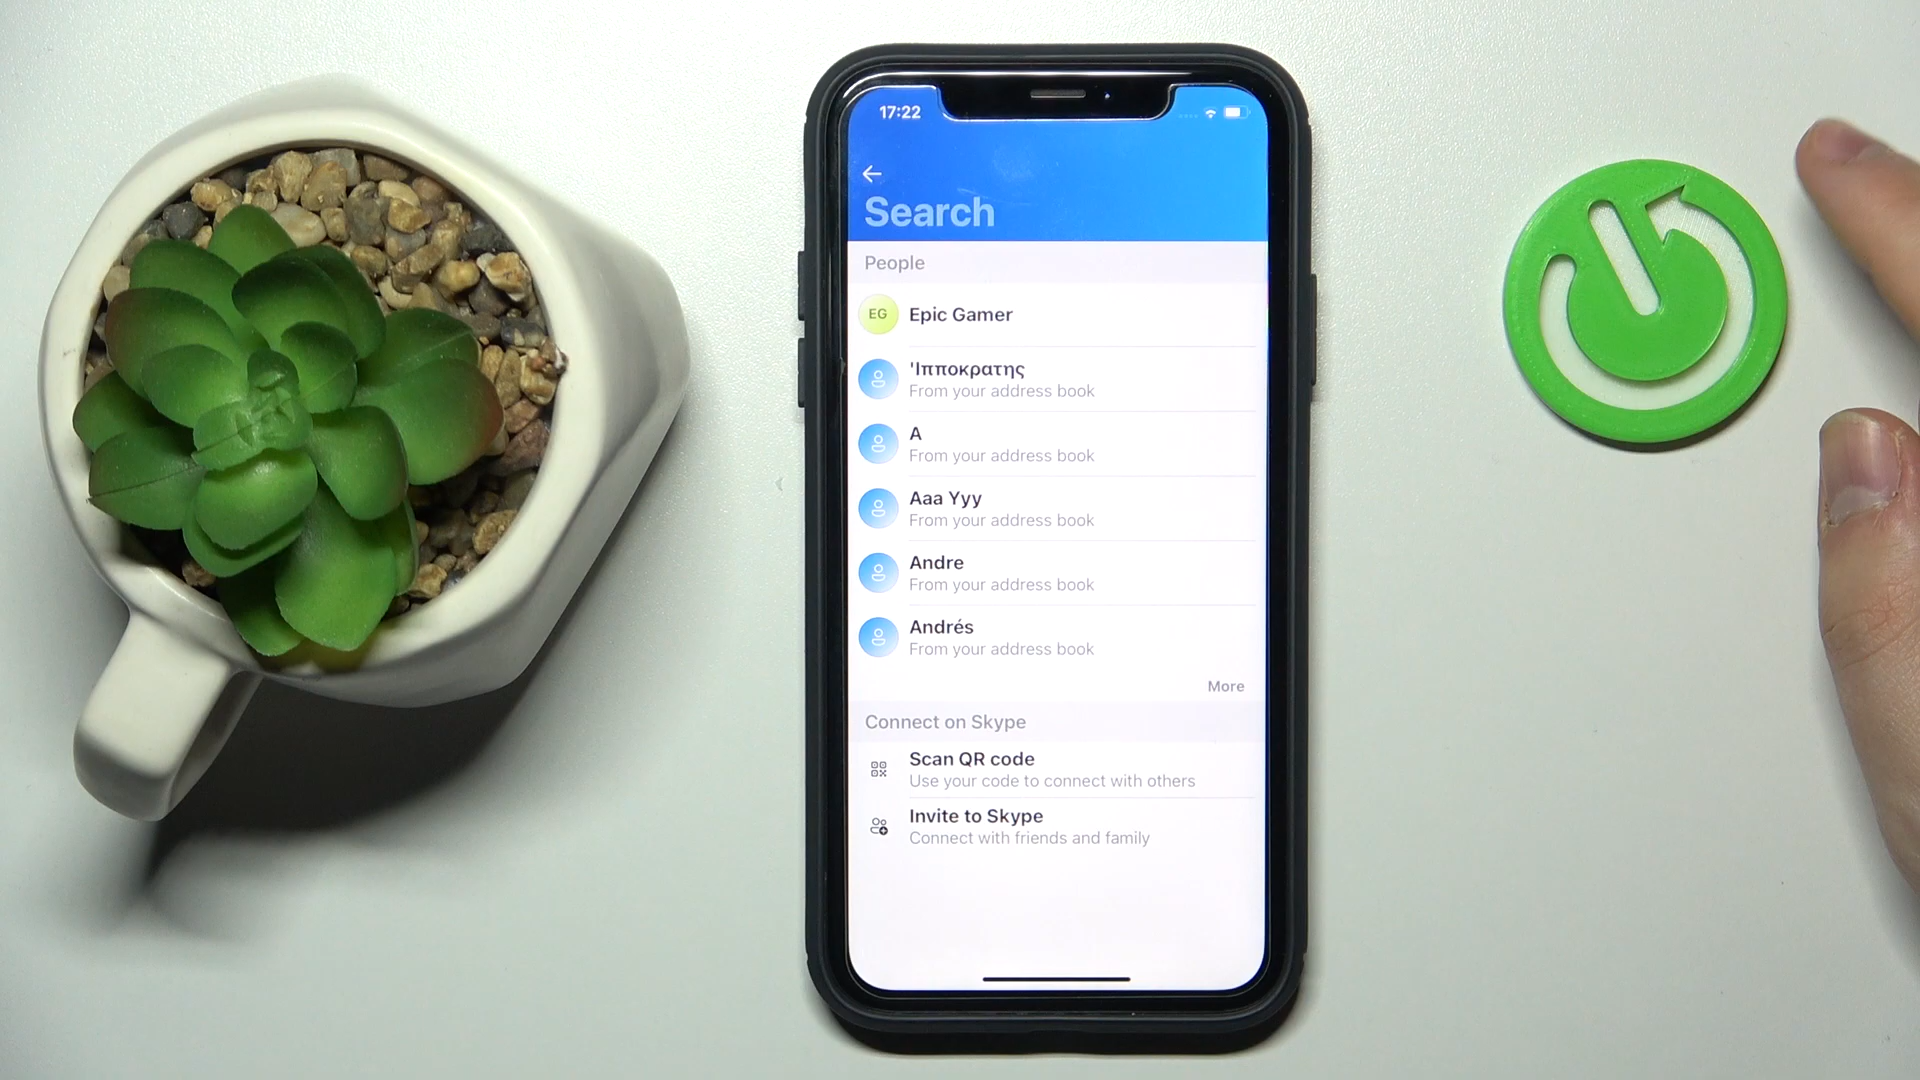 17:22
Search
People
EG
Epic Gamer
'Ιπποκρατης
From your address book
A
From your address book
Aaa Yyy
From your address book
Andre
From your address book
Andrés
From your address book
More
Connect on Skype
Scan QR code
Use your code to connect with others
Invite to Skype
Connect with friends and family